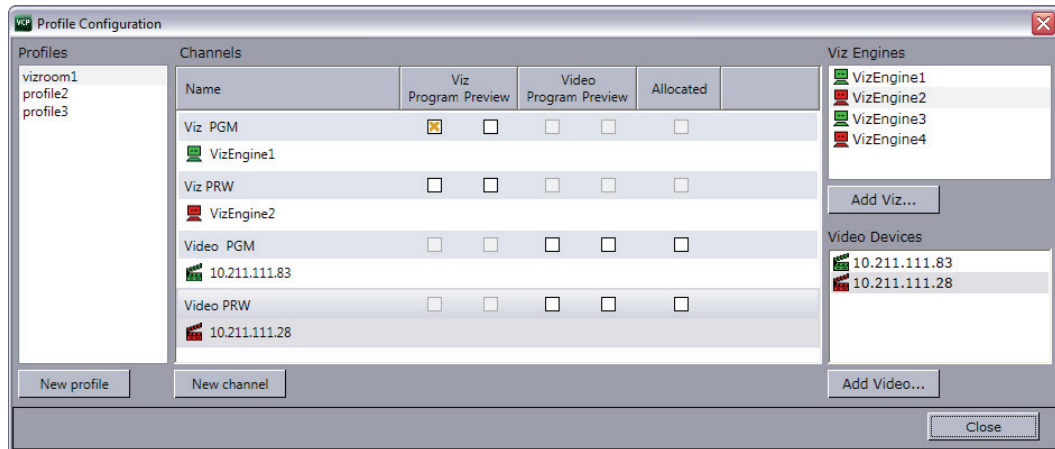 VCP Profile Configuration
Profiles
vizroom1
profile2
profile3
New profile
Channels
Name
Viz
Program Preview
Video
Program Preview
Allocated
Viz PGM
VizEngine1
Viz PRW
VizEngine2
Video PGM
10.211.111.83
Video PRW
10.211.111.28
New channel
Viz Engines
VizEngine1
VizEngine2
VizEngine3
VizEngine4
Add Viz...
Video Devices
10.211.111.83
10.211.111.28
Add Video...
Close